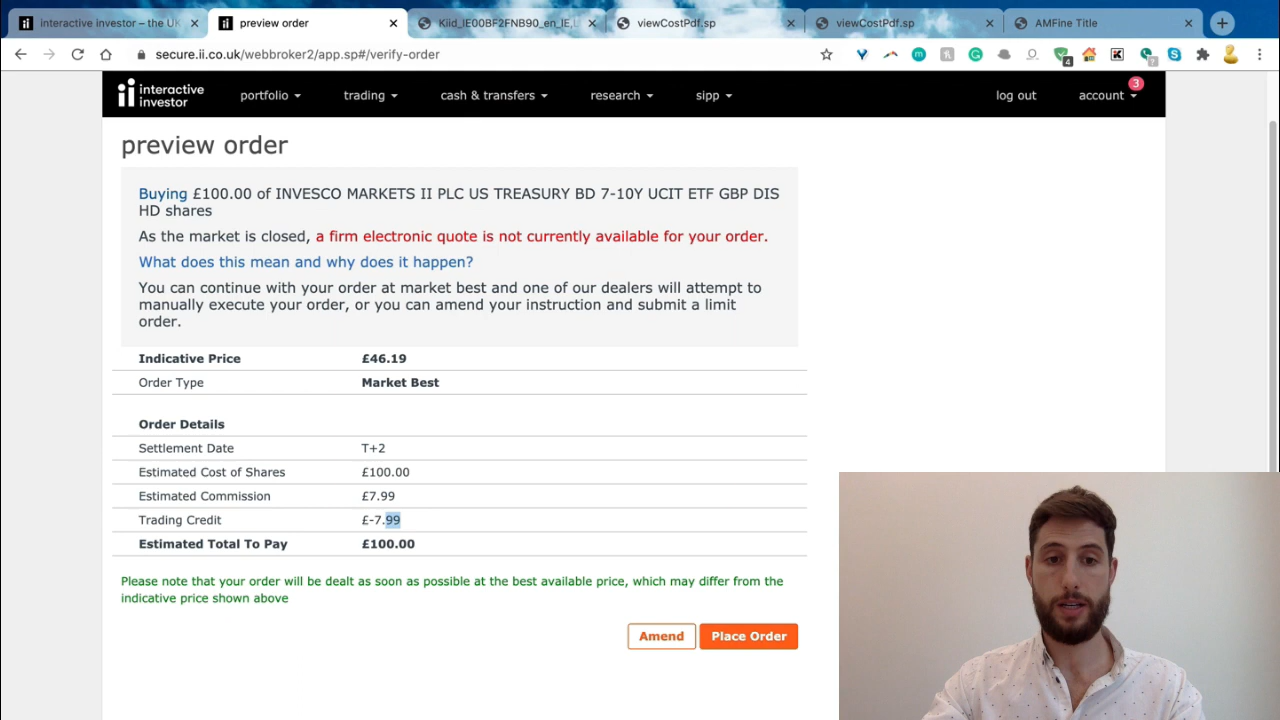 interactive investor – the UK
preview order
Kiid_IE00BF2FNB90_en_IE.
viewCostPdf.sp
viewCostPdf.sp
AMFine Title
secure.ii.co.uk/webbroker2/app.sp#/verify-order
4
?
interactive
investor
portfolio
trading
cash & transfers
research
sipp
log out
account
3
preview order
Buying £100.00 of INVESCO MARKETS II PLC US TREASURY BD 7-10Y UCIT ETF GBP DIS
HD shares
As the market is closed, a firm electronic quote is not currently available for your order.
What does this mean and why does it happen?
You can continue with your order at market best and one of our dealers will attempt to
manually execute your order, or you can amend your instruction and submit a limit
order.
Indicative Price £46.19
Order Type Market Best
Order Details
Settlement Date T+2
Estimated Cost of Shares £100.00
Estimated Commission £7.99
Trading Credit £-7.99
Estimated Total To Pay £100.00
Please note that your order will be dealt as soon as possible at the best available price, which may differ from the
indicative price shown above
Amend
Place Order